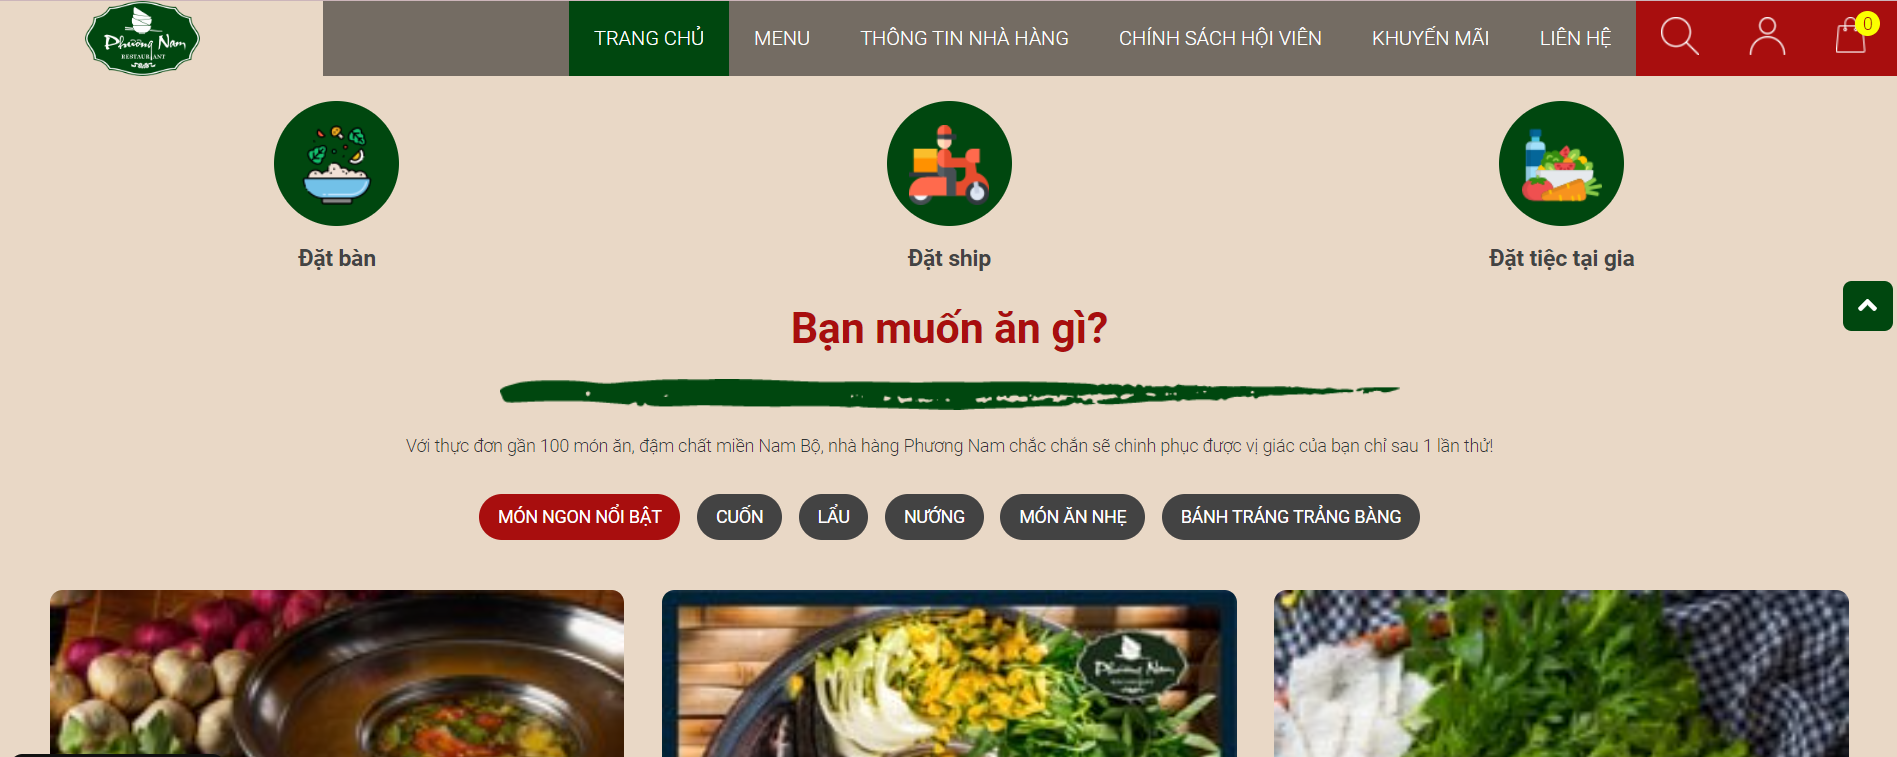 Phương Nam
RESTAURANT
TRANG CHỦ
MENU
THÔNG TIN NHÀ HÀNG
CHÍNH SÁCH HỘI VIÊN
KHUYẾN MÃI
LIÊN HỆ
0
Đặt bàn
Đặt ship
Đặt tiệc tại gia
Bạn muốn ăn gì?
Với thực đơn gần 100 món ăn, đậm chất miền Nam Bộ, nhà hàng Phương Nam chắc chắn sẽ chinh phục được vị giác của bạn chỉ sau 1 lần thử!
MÓN NGON NỔI BẬT
CUỐN
LẨU
NƯỚNG
MÓN ĂN NHẸ
BÁNH TRÁNG TRẢNG BÀNG
Phương Nam